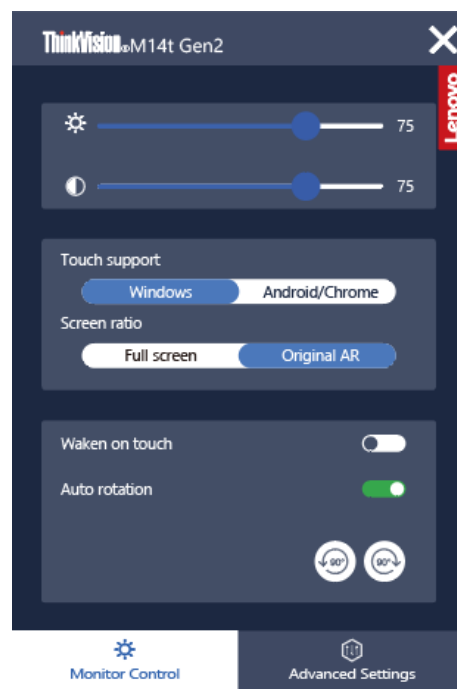 ThinkVision®M14t Gen2
Lenovo
75
75
Touch support
Windows Android/Chrome
Screen ratio
Full screen Original AR
Waken on touch
Auto rotation
90° 90°
Monitor Control Advanced Settings